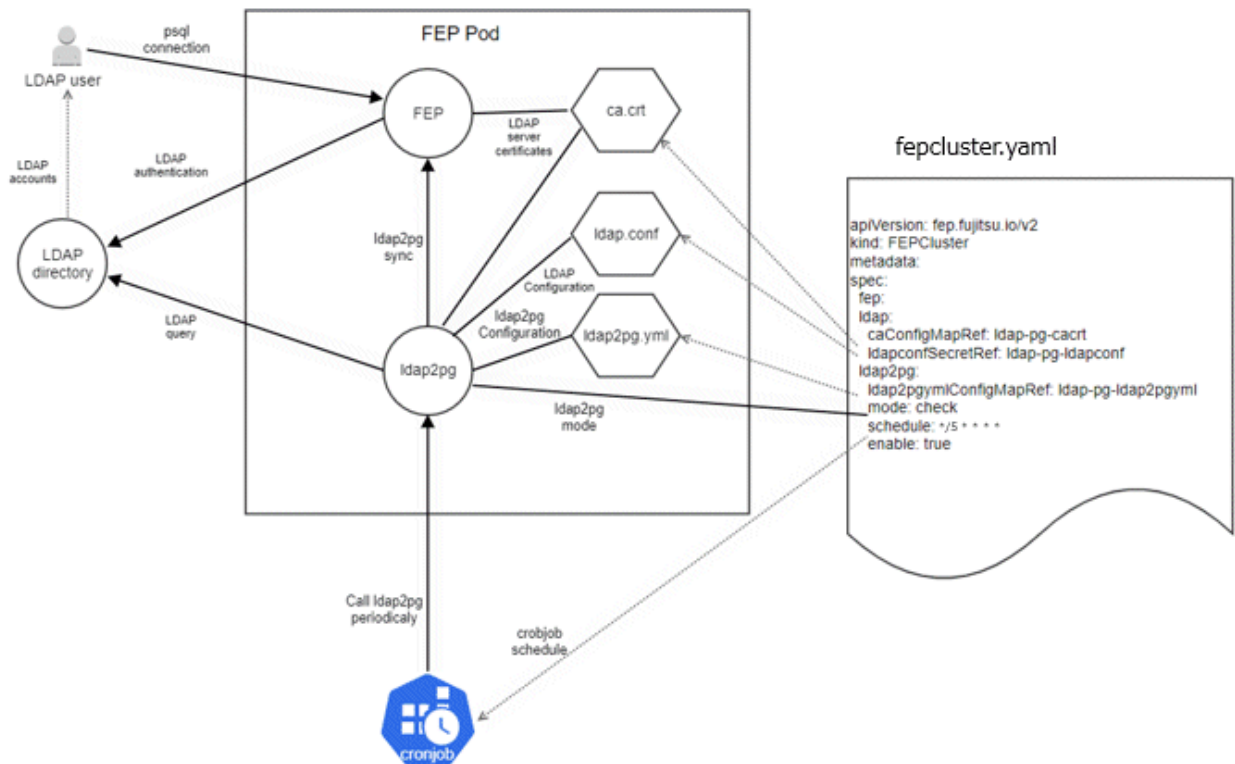 FEP Pod
psql
connection
LDAP user
FEP
ca.crt
LDAP
server
certificates
LDAP
accounts
LDAP
authentication
fepcluster.yaml
LDAP
directory
ldap2pg
sync
ldap.conf
LDAP
Configuration
ldap2pg
Configuration
ldap2pg.yml
LDAP
query
ldap2pg
ldap2pg
mode
apiVersion: fep.fujitsu.io/v2
kind: FEPCluster
metadata:
spec:
fep:
ldap:
caConfigMapRef: ldap-pg-cacrt
ldapconfSecretRef: ldap-pg-ldapconf
ldap2pg:
ldap2pgymlConfigMapRef: ldap-pg-ldap2pgyml
mode: check
schedule: */5 * * * *
enable: true
Call ldap2pg
periodicaly
crobjob
schedule
cronjob